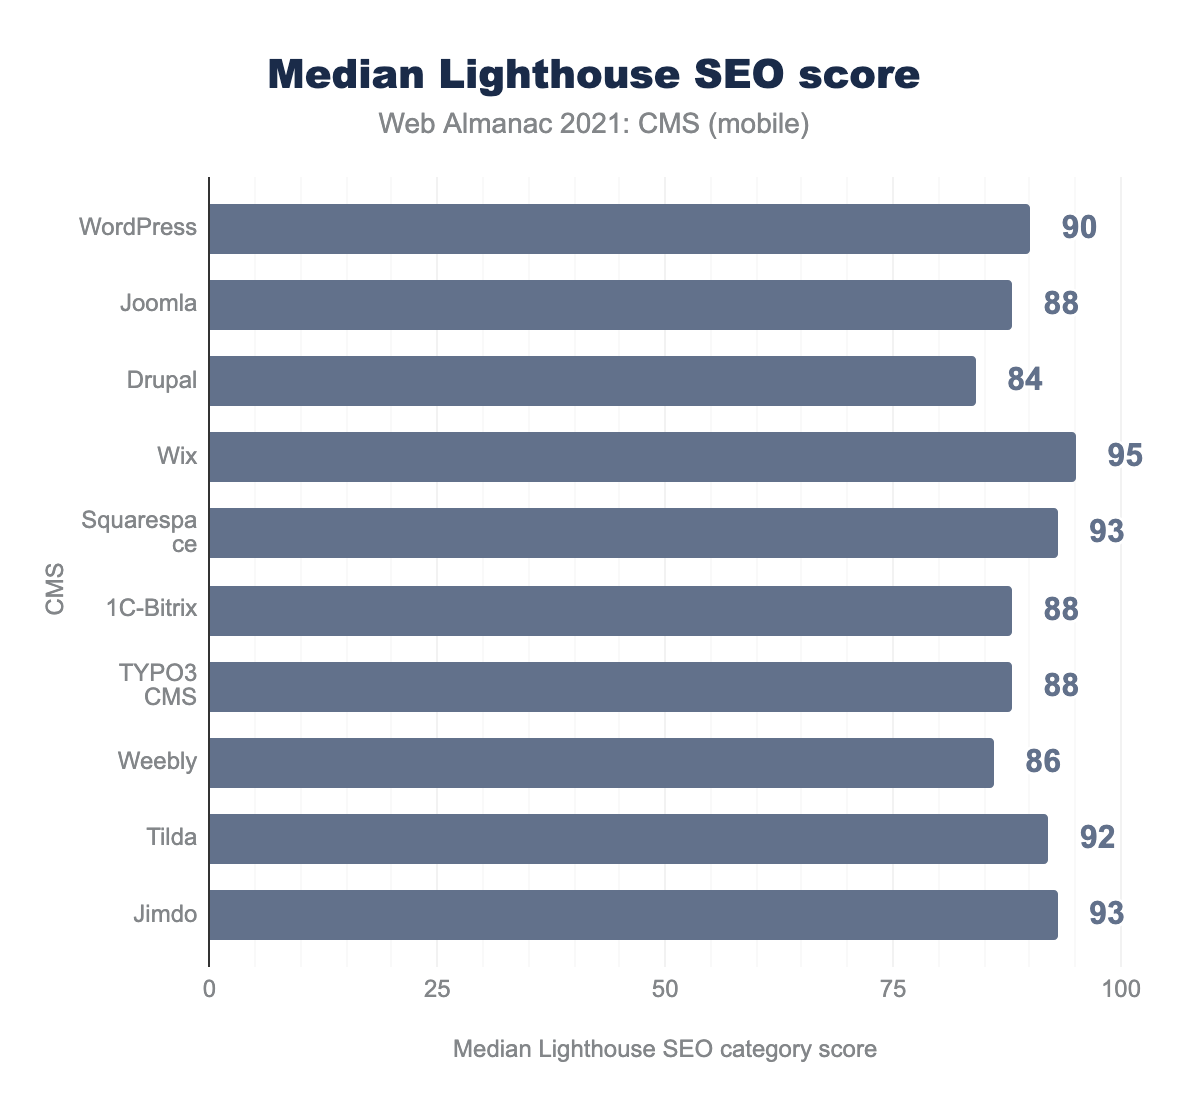 Median Lighthouse SEO score
Web Almanac 2021: CMS (mobile)
CMS
WordPress 90
Joomla 88
Drupal 84
Wix 95
Squarespa
ce 93
1C-Bitrix 88
TYPO3
CMS 88
Weebly 86
Tilda 92
Jimdo 93
0 25 50 75 100
Median Lighthouse SEO category score